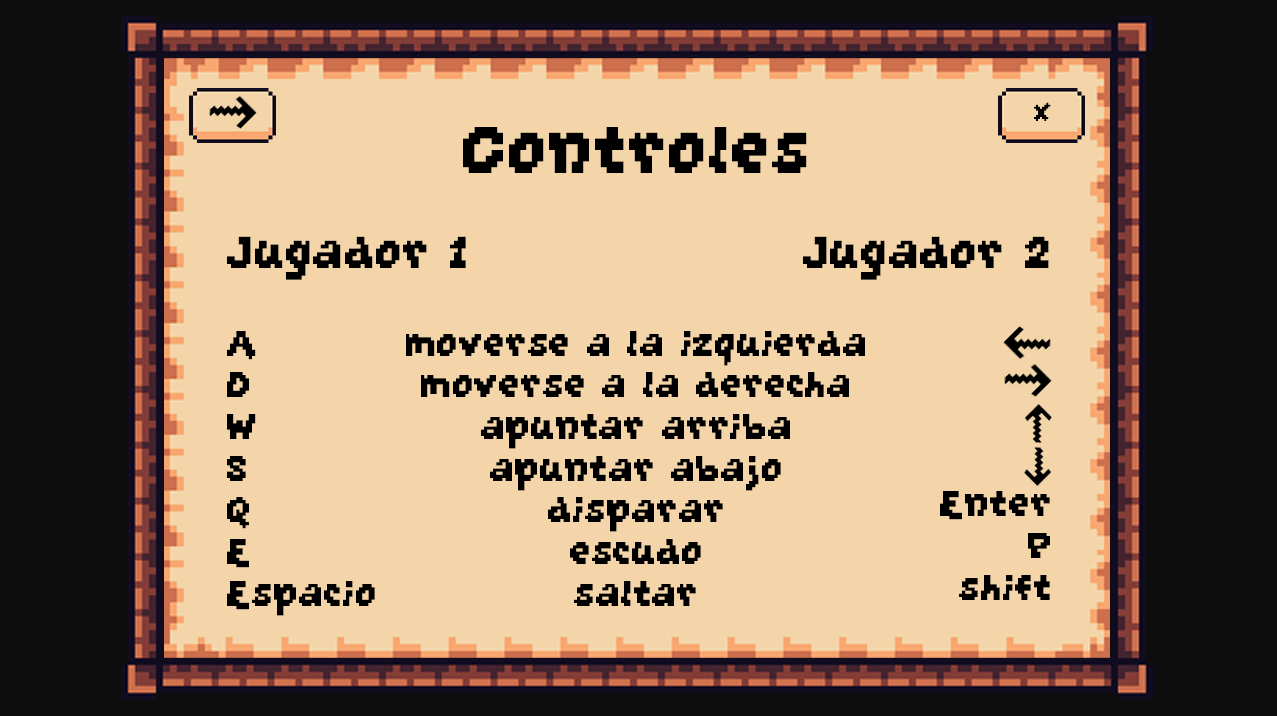 → x
Controles
Jugador 1 Jugador 2
A moverse a la izquierda ←
D moverse a la derecha →
W apuntar arriba ↑
S apuntar abajo ↓
Q disparar Enter
E escudo P
Espacio saltar shift